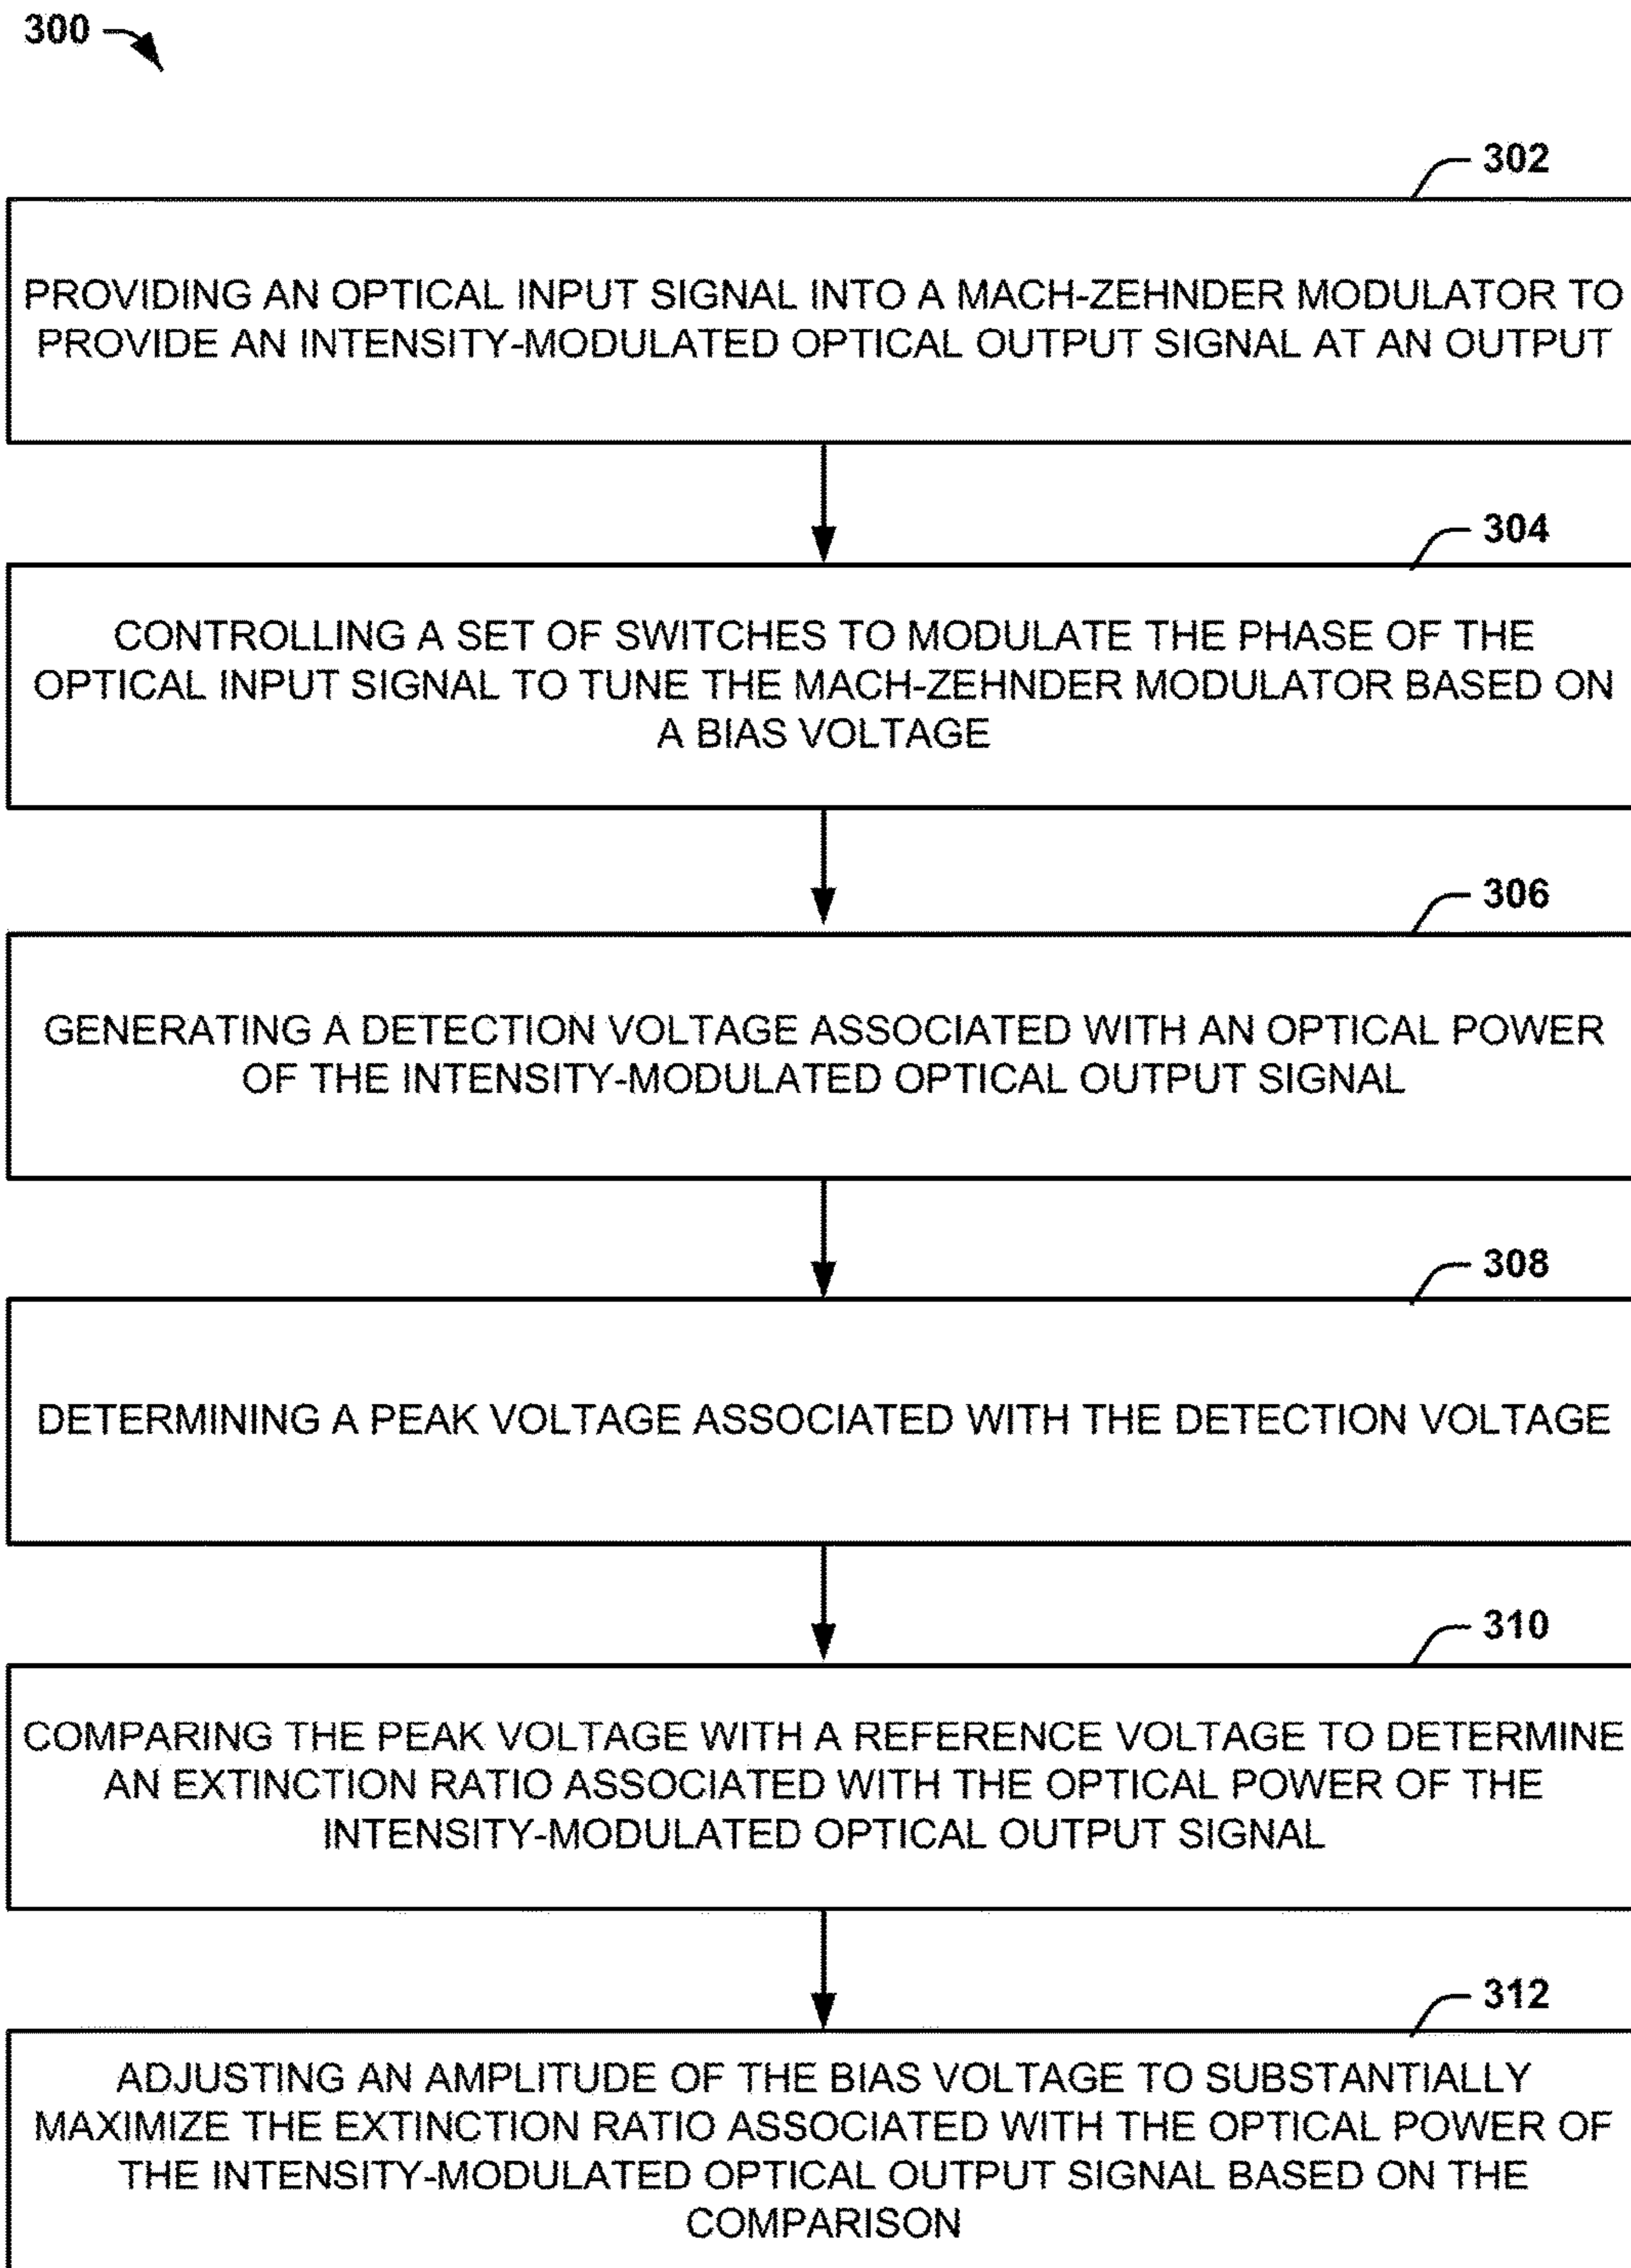 300
302
PROVIDING AN OPTICAL INPUT SIGNAL INTO A MACH-ZEHNDER MODULATOR TO
PROVIDE AN INTENSITY-MODULATED OPTICAL OUTPUT SIGNAL AT AN OUTPUT
304
CONTROLLING A SET OF SWITCHES TO MODULATE THE PHASE OF THE
OPTICAL INPUT SIGNAL TO TUNE THE MACH-ZEHNDER MODULATOR BASED ON
A BIAS VOLTAGE
306
GENERATING A DETECTION VOLTAGE ASSOCIATED WITH AN OPTICAL POWER
OF THE INTENSITY-MODULATED OPTICAL OUTPUT SIGNAL
308
DETERMINING A PEAK VOLTAGE ASSOCIATED WITH THE DETECTION VOLTAGE
310
COMPARING THE PEAK VOLTAGE WITH A REFERENCE VOLTAGE TO DETERMINE
AN EXTINCTION RATIO ASSOCIATED WITH THE OPTICAL POWER OF THE
INTENSITY-MODULATED OPTICAL OUTPUT SIGNAL
312
ADJUSTING AN AMPLITUDE OF THE BIAS VOLTAGE TO SUBSTANTIALLY
MAXIMIZE THE EXTINCTION RATIO ASSOCIATED WITH THE OPTICAL POWER OF
THE INTENSITY-MODULATED OPTICAL OUTPUT SIGNAL BASED ON THE
COMPARISON